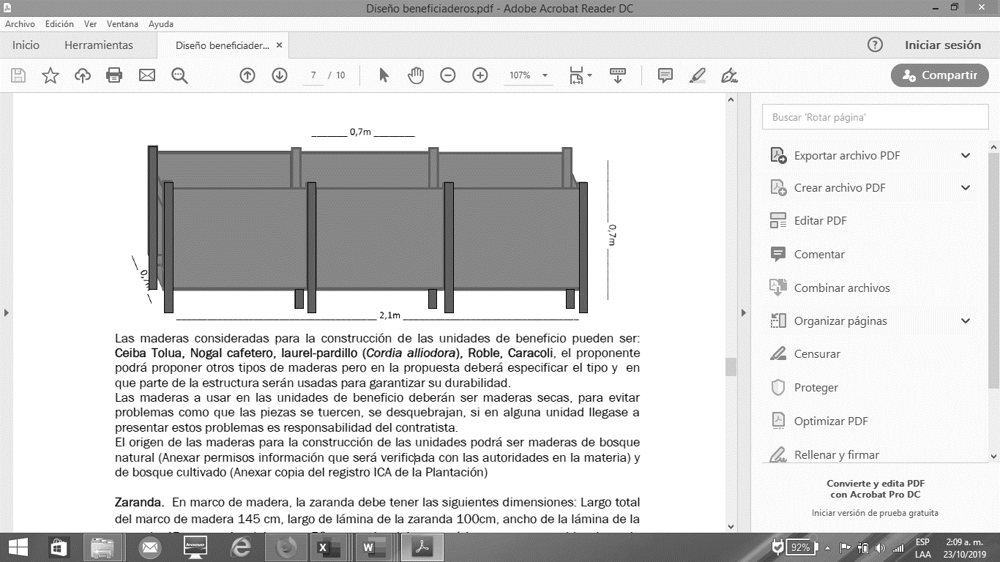 Diseño beneficiaderos.pdf - Adobe Acrobat Reader DC
Archivo Edición Ver Ventana Ayuda
Inicio Herramientas Diseño beneficiader... × Iniciar sesión
7 / 10 107% Compartir
0,7m
0,7m
2,1m
Las maderas consideradas para la construcción de las unidades de beneficio pueden ser:
Ceiba Tolua, Nogal cafetero, laurel-pardillo (Cordia alliodora), Roble, Caracoli, el proponente
podrá proponer otros tipos de maderas pero en la propuesta deberá especificar el tipo y en
que parte de la estructura serán usadas para garantizar su durabilidad.
Las maderas a usar en las unidades de beneficio deberán ser maderas secas, para evitar
problemas como que las piezas se tuercen, se desquebrajan, si en alguna unidad llegase a
presentar estos problemas es responsabilidad del contratista.
El origen de las maderas para la construcción de las unidades podrá ser maderas de bosque
natural (Anexar permisos información que será verificada con las autoridades en la materia) y
de bosque cultivado (Anexar copia del registro ICA de la Plantación)
Zaranda. En marco de madera, la zaranda debe tener las siguientes dimensiones: Largo total
del marco de madera 145 cm, largo de lámina de la zaranda 100cm, ancho de la lámina de la
Buscar 'Rotar página'
Exportar archivo PDF
Crear archivo PDF
Editar PDF
Comentar
Combinar archivos
Organizar páginas
Censurar
Proteger
Optimizar PDF
Rellenar y firmar
Convierte y edita PDF
con Acrobat Pro DC
Iniciar versión de prueba gratuita
lenovo
92%
ESP
LAA
2:09 a. m.
23/10/2019